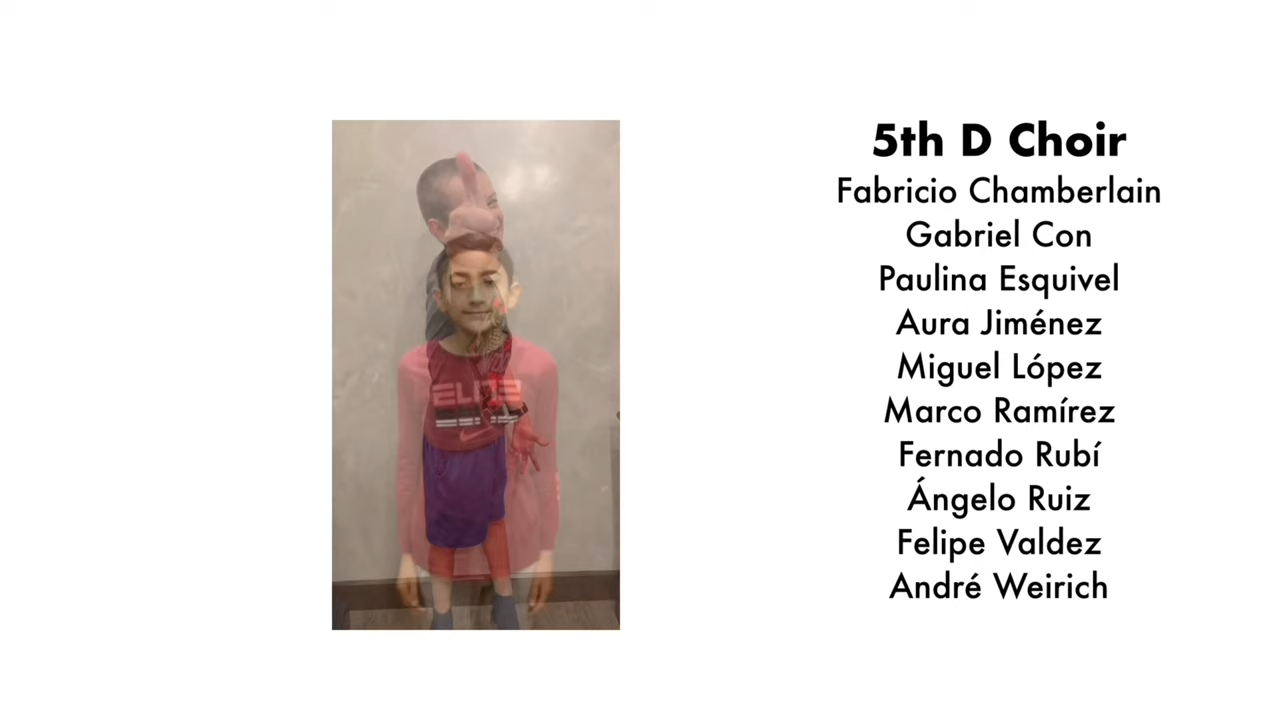 ELITE
5th D Choir
Fabricio Chamberlain
Gabriel Con
Paulina Esquivel
Aura Jiménez
Miguel López
Marco Ramírez
Fernado Rubí
Ángelo Ruiz
Felipe Valdez
André Weirich